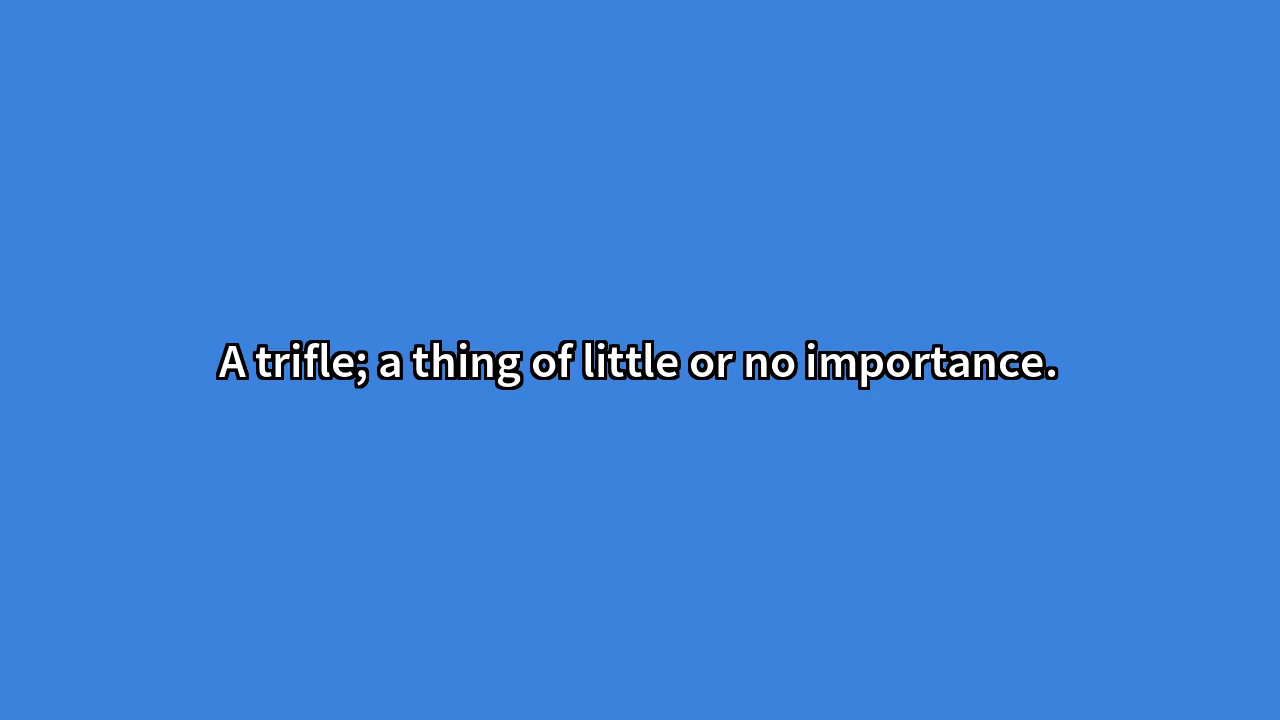 A trifle; a thing of little or no importance.